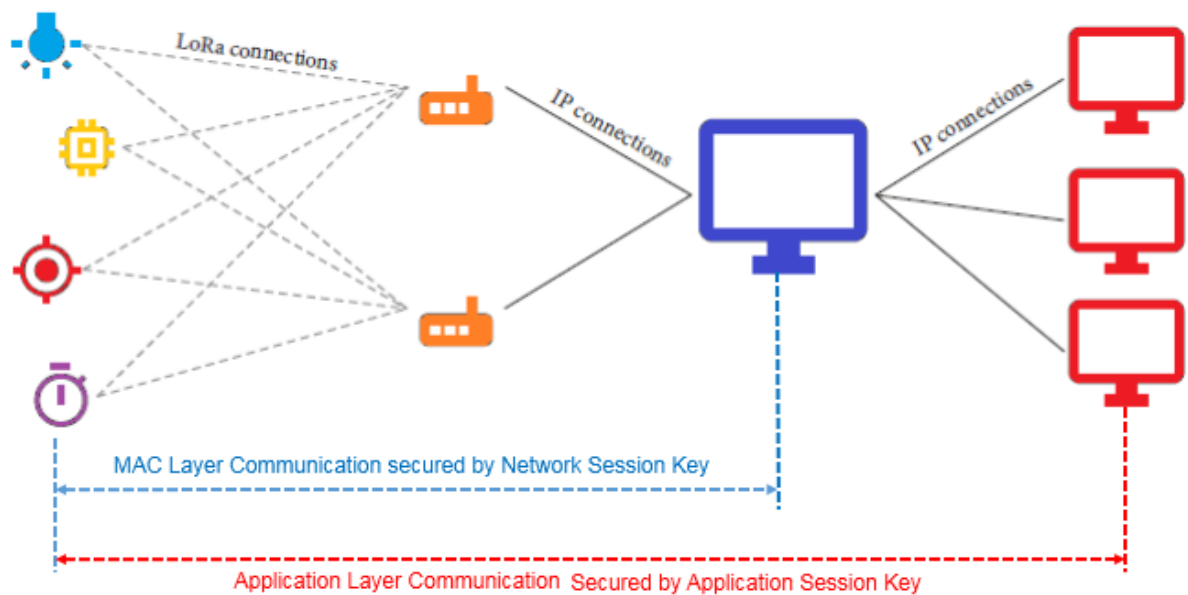 LoRa connections
IP connections
IP connections
MAC Layer Communication secured by Network Session Key
Application Layer Communication Secured by Application Session Key